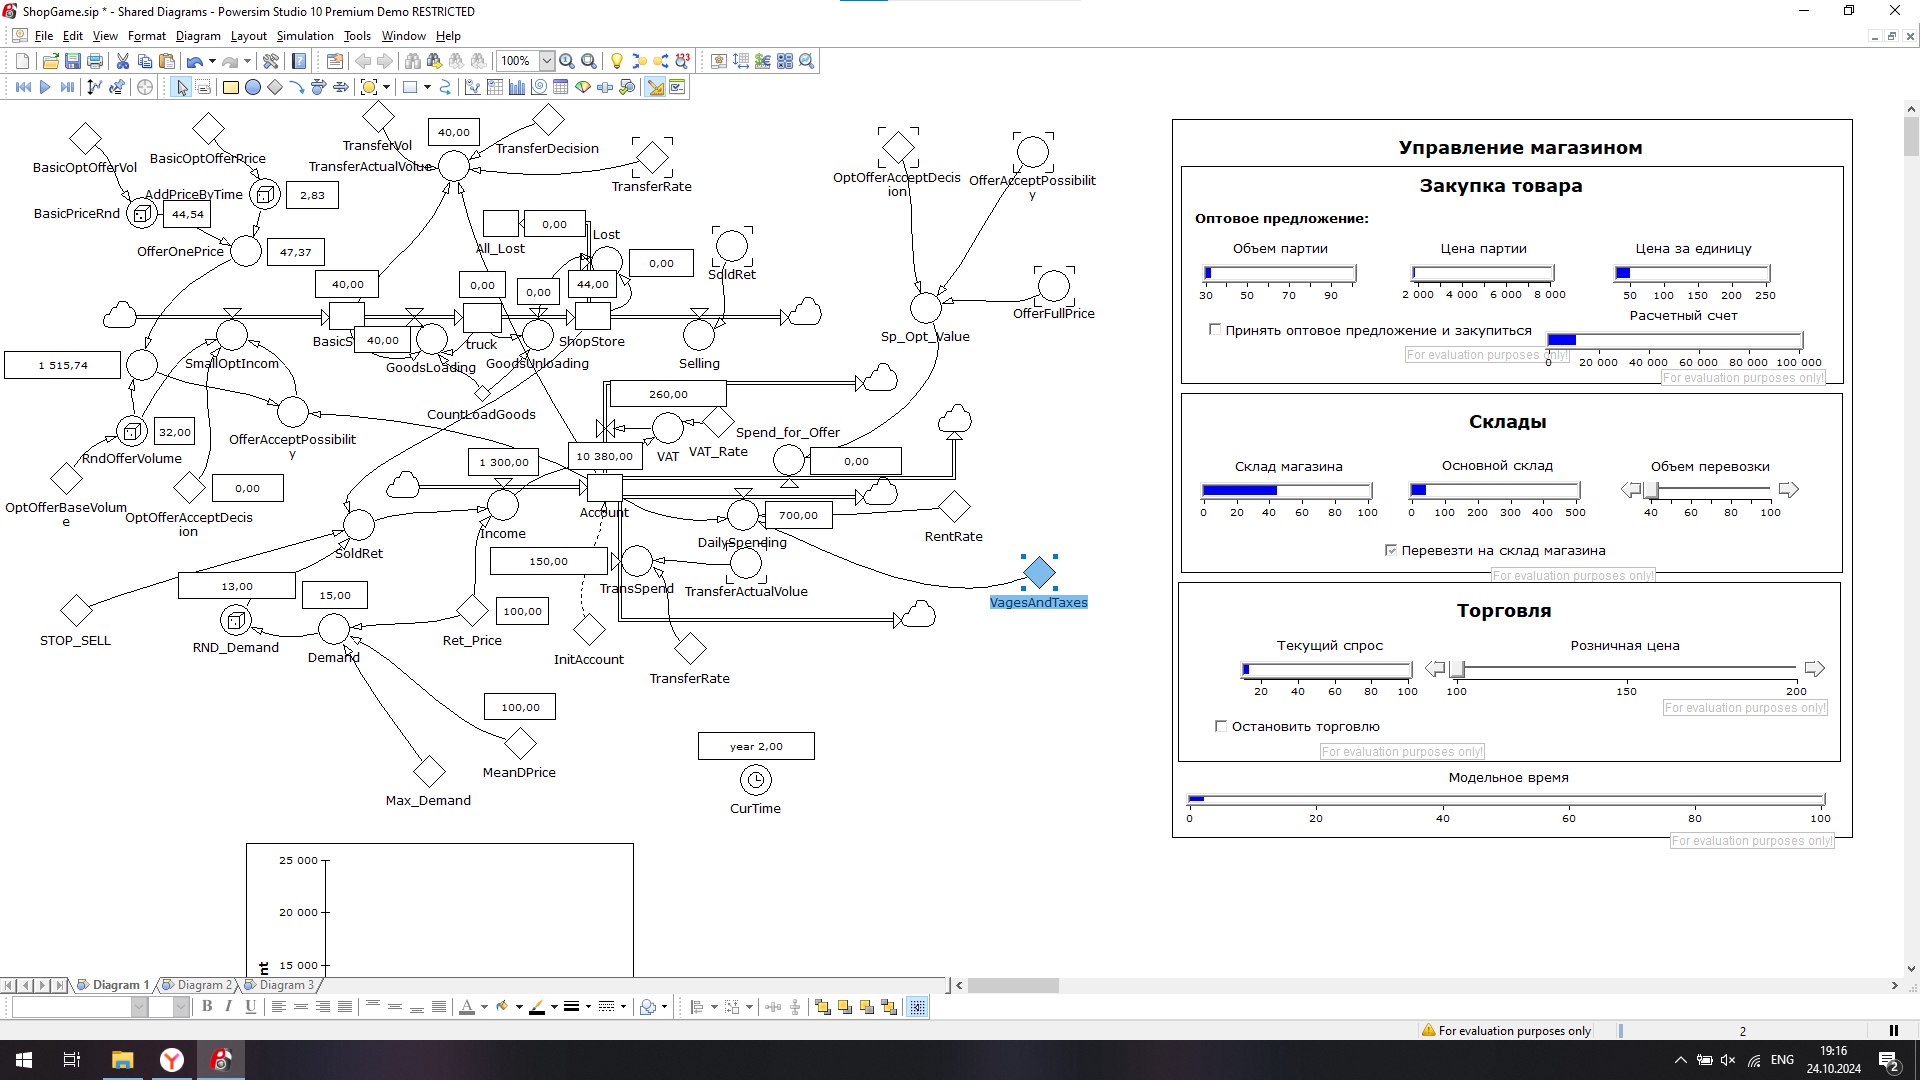 ShopGame.sip * - Shared Diagrams - Powersim Studio 10 Premium Demo RESTRICTED
File Edit View Format Diagram Layout Simulation Tools Window Help
100%
TransferVol
40,00
TransferDecision
BasicOptOfferVol
BasicOptOfferPrice
TransferActualVolue
TransferRate
AddPriceByTime
2,83
BasicPriceRnd
44,54
OfferOnePrice
47,37
All_Lost
0,00
Lost
0,00
SoldRet
40,00
0,00
0,00
44,00
SmallOptIncom
40,00
GoodsLoading
truck
GoodsUnloading
ShopStore
Selling
1 515,74
CountLoadGoods
260,00
OfferAcceptPossibility
32,00
RndOfferVolume
VAT
VAT_Rate
Spend_for_Offer
0,00
1 300,00
10 380,00
OptOfferBaseVolume
0,00
OptOfferAcceptDecision
Income
Account
DailySpending
700,00
RentRate
SoldRet
150,00
TransSpend
TransferActualVolue
VagesAndTaxes
13,00
15,00
STOP_SELL
RND_Demand
Demand
Ret_Price
100,00
InitAccount
TransferRate
100,00
MeanDPrice
Max_Demand
year 2,00
CurTime
OptOfferAcceptDecision
OfferAcceptPossibility
OfferFullPrice
Sp_Opt_Value
25 000
20 000
15 000
nt
Управление магазином
Закупка товара
Оптовое предложение:
Объем партии Цена партии Цена за единицу
30 50 70 90
2 000 4 000 6 000 8 000
50 100 150 200 250
Расчетный счет
Принять оптовое предложение и закупиться
For evaluation purposes only!
0 20 000 40 000 60 000 80 000 100 000
For evaluation purposes only!
Склады
Склад магазина Основной склад Объем перевозки
0 20 40 60 80 100
0 100 200 300 400 500
40 60 80 100
Перевезти на склад магазина
For evaluation purposes only!
Торговля
Текущий спрос Розничная цена
20 40 60 80 100
100 150 200
For evaluation purposes only!
Остановить торговлю
For evaluation purposes only!
Модельное время
0 20 40 60 80 100
For evaluation purposes only!
Diagram 1 Diagram 2 Diagram 3
B I U
For evaluation purposes only
2
ENG
19:16
24.10.2024
2